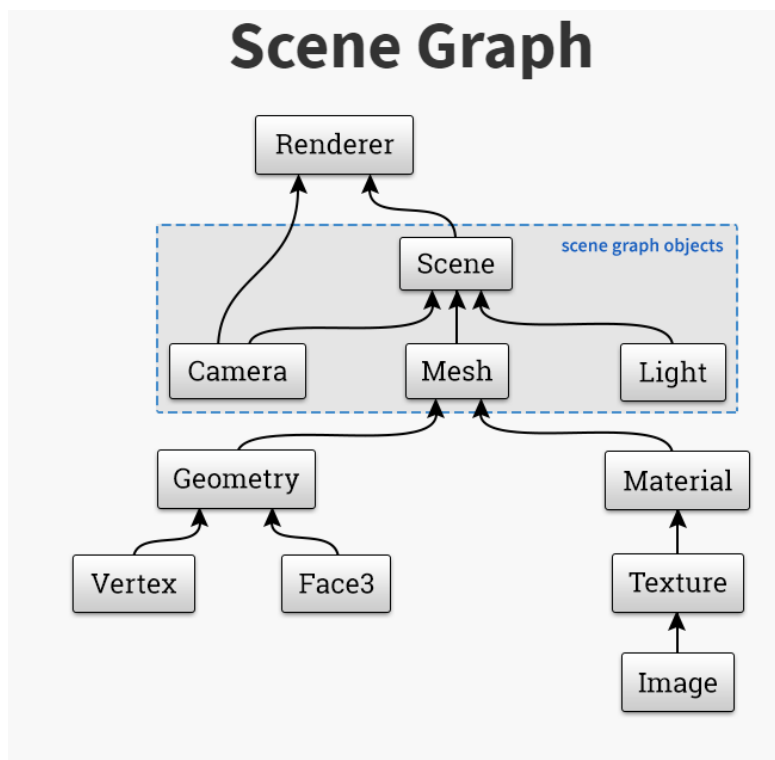 Scene Graph
Renderer
scene graph objects
Scene
Camera
Mesh
Light
Geometry
Material
Vertex
Face3
Texture
Image